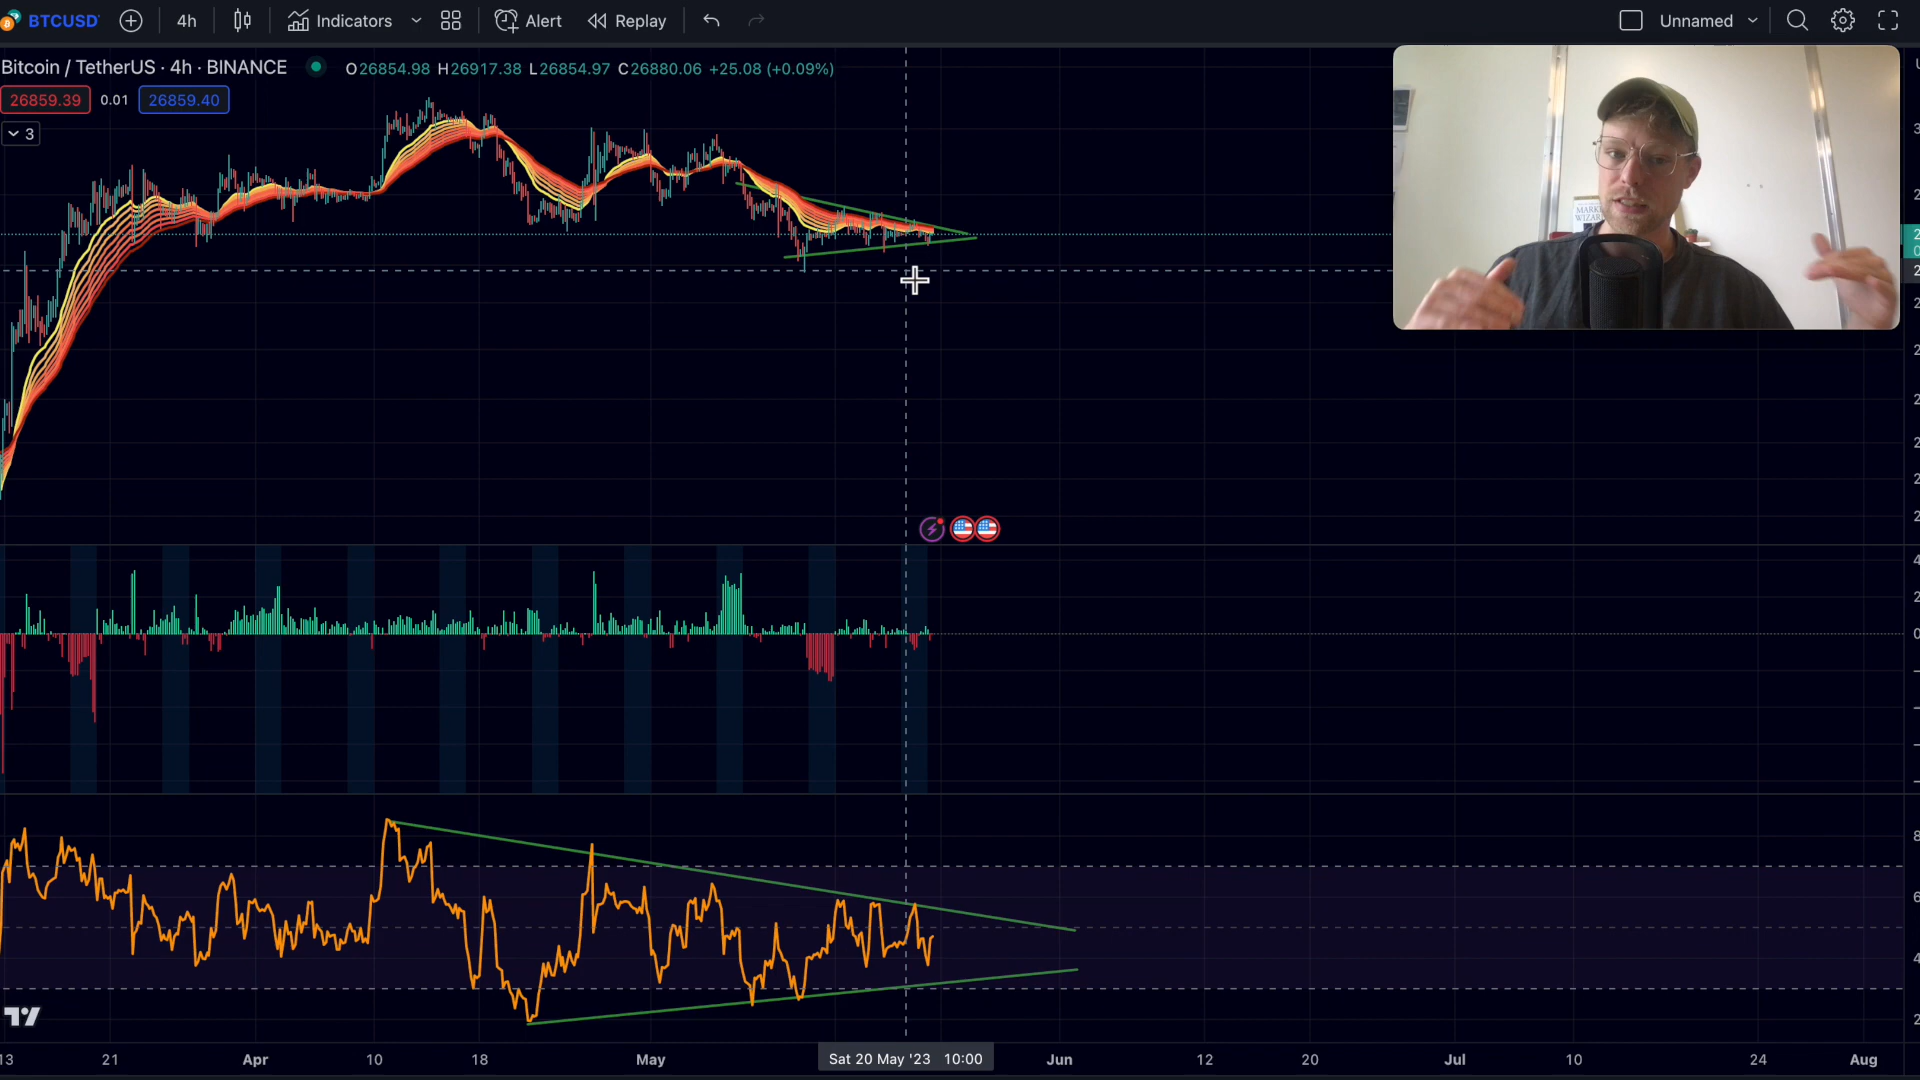 BTCUSD
4h
Indicators
Alert
Replay
Unnamed
Bitcoin / TetherUS · 4h · BINANCE
O26854.98 H26917.38 L26854.97 C26880.06 +25.08 (+0.09%)
26859.39 0.01 26859.40
3
MARK
WIZAR
13 21 Apr 10 18 May Sat 20 May '23 10:00 Jun 12 20 Jul 10 24 Aug